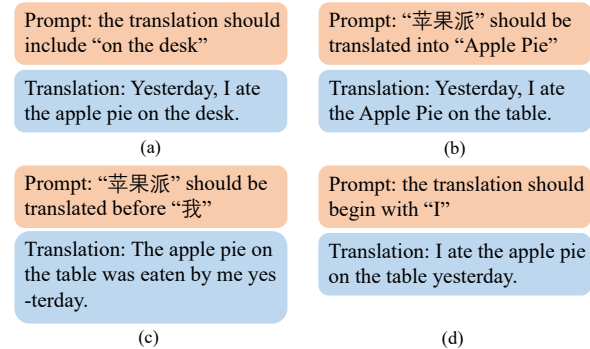 Prompt: the translation should
include “on the desk”
Translation: Yesterday, I ate
the apple pie on the desk.
(a)
Prompt: “苹果派” should be
translated into “Apple Pie”
Translation: Yesterday, I ate
the Apple Pie on the table.
(b)
Prompt: “苹果派” should be
translated before “我”
Translation: The apple pie on
the table was eaten by me yes
-terday.
(c)
Prompt: the translation should
begin with “I”
Translation: I ate the apple pie
on the table yesterday.
(d)